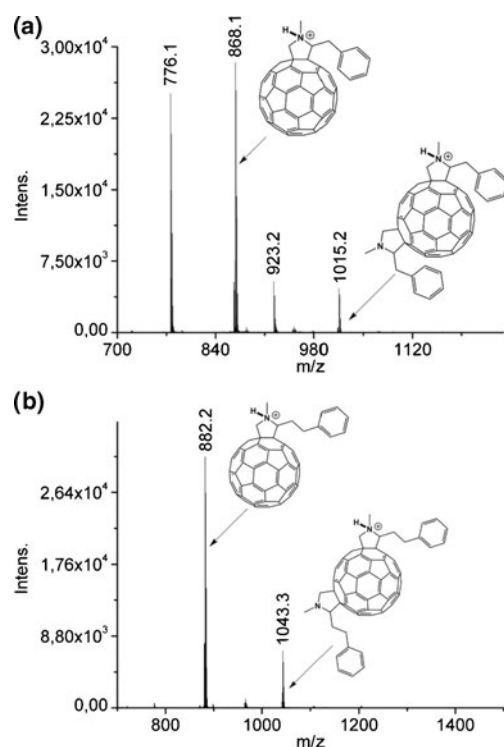 (a)
3,00x10⁴
2,25x10⁴
1,50x10⁴
7,50x10³
0,00
Intens.
776.1
868.1
923.2
1015.2
H
N
⊕
H
N
⊕
N
700
840
980
1120
m/z
(b)
2,64x10⁴
1,76x10⁴
8,80x10³
0,00
Intens.
882.2
1043.3
H
N
⊕
H
N
⊕
N
800
1000
1200
1400
m/z